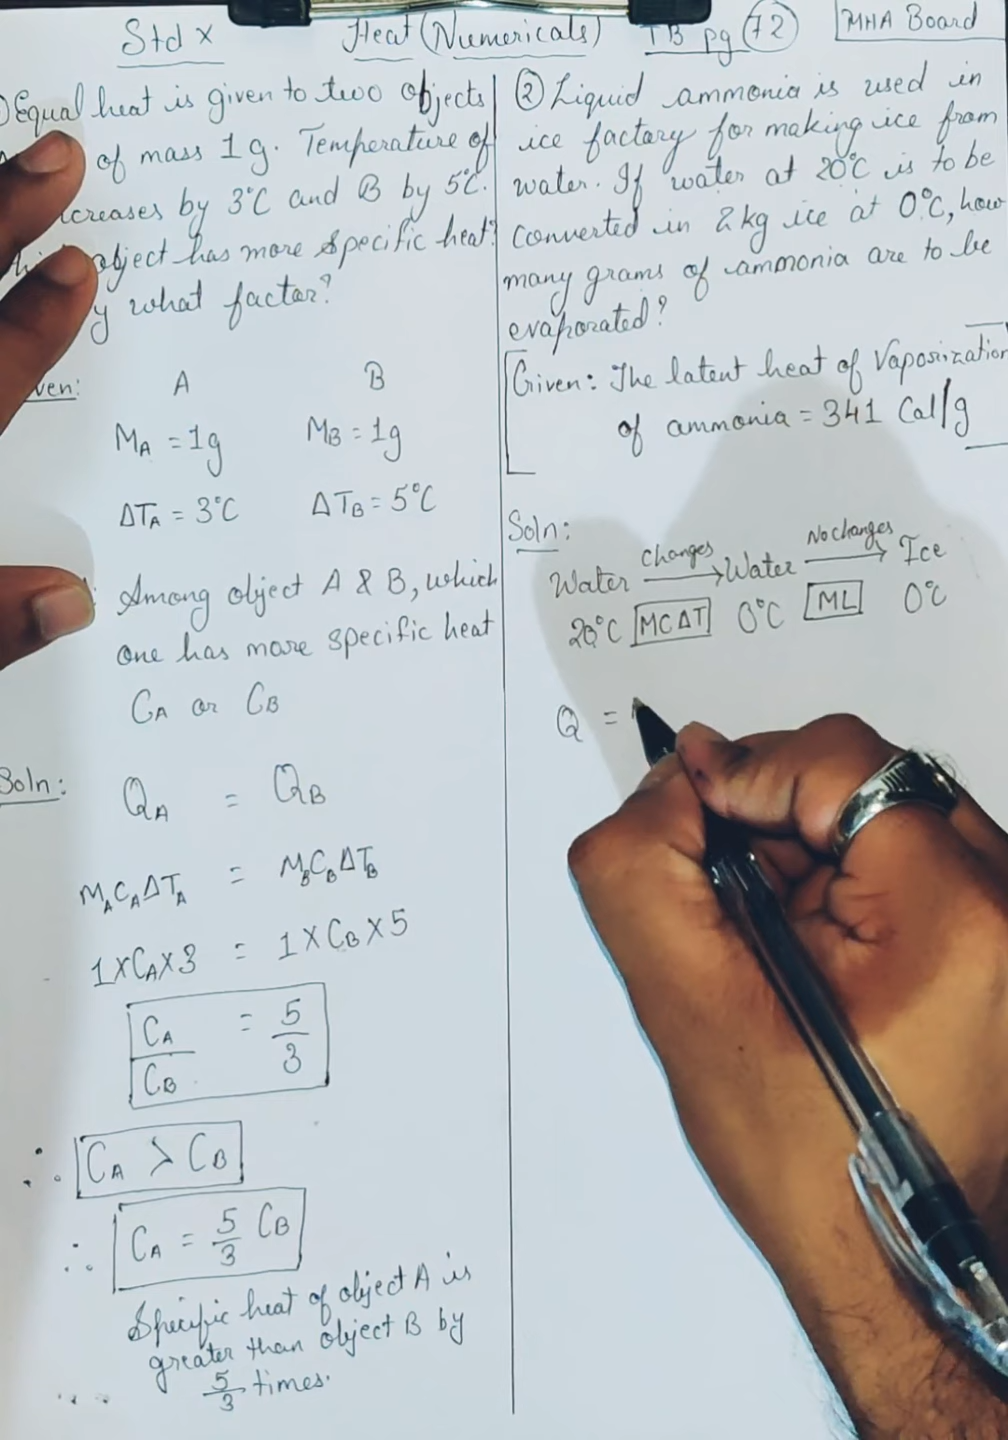 Std X Heat (Numericals) TB pg 72 MHA Board
Equal heat is given to two objects
of mass 1g. Temperature of
creases by 3°C and B by 5°C.
object has more specific heat?
y what factor?
ven:
A B
MA = 1g MB = 1g
ΔTA = 3°C ΔTB = 5°C
Among object A & B, which
one has more specific heat
CA or CB
Soln:
QA = QB
MACAΔTA = MBCBΔTB
1×CA×3 = 1×CB×5
CA/CB = 5/3
∴ CA > CB
∴ CA = 5/3 CB
Specific heat of object A is
greater than object B by
5/3 times.
② Liquid ammonia is used in
ice factory for making ice from
water. If water at 20°C is to be
converted in 2 kg ice at 0°C, how
many grams of ammonia are to be
evaporated?
Given: The latent heat of Vaporization
of ammonia = 341 Cal/g
Soln:
Changes No changes
Water → Water → Ice
20°C MCΔT 0°C ML 0°C
Q =